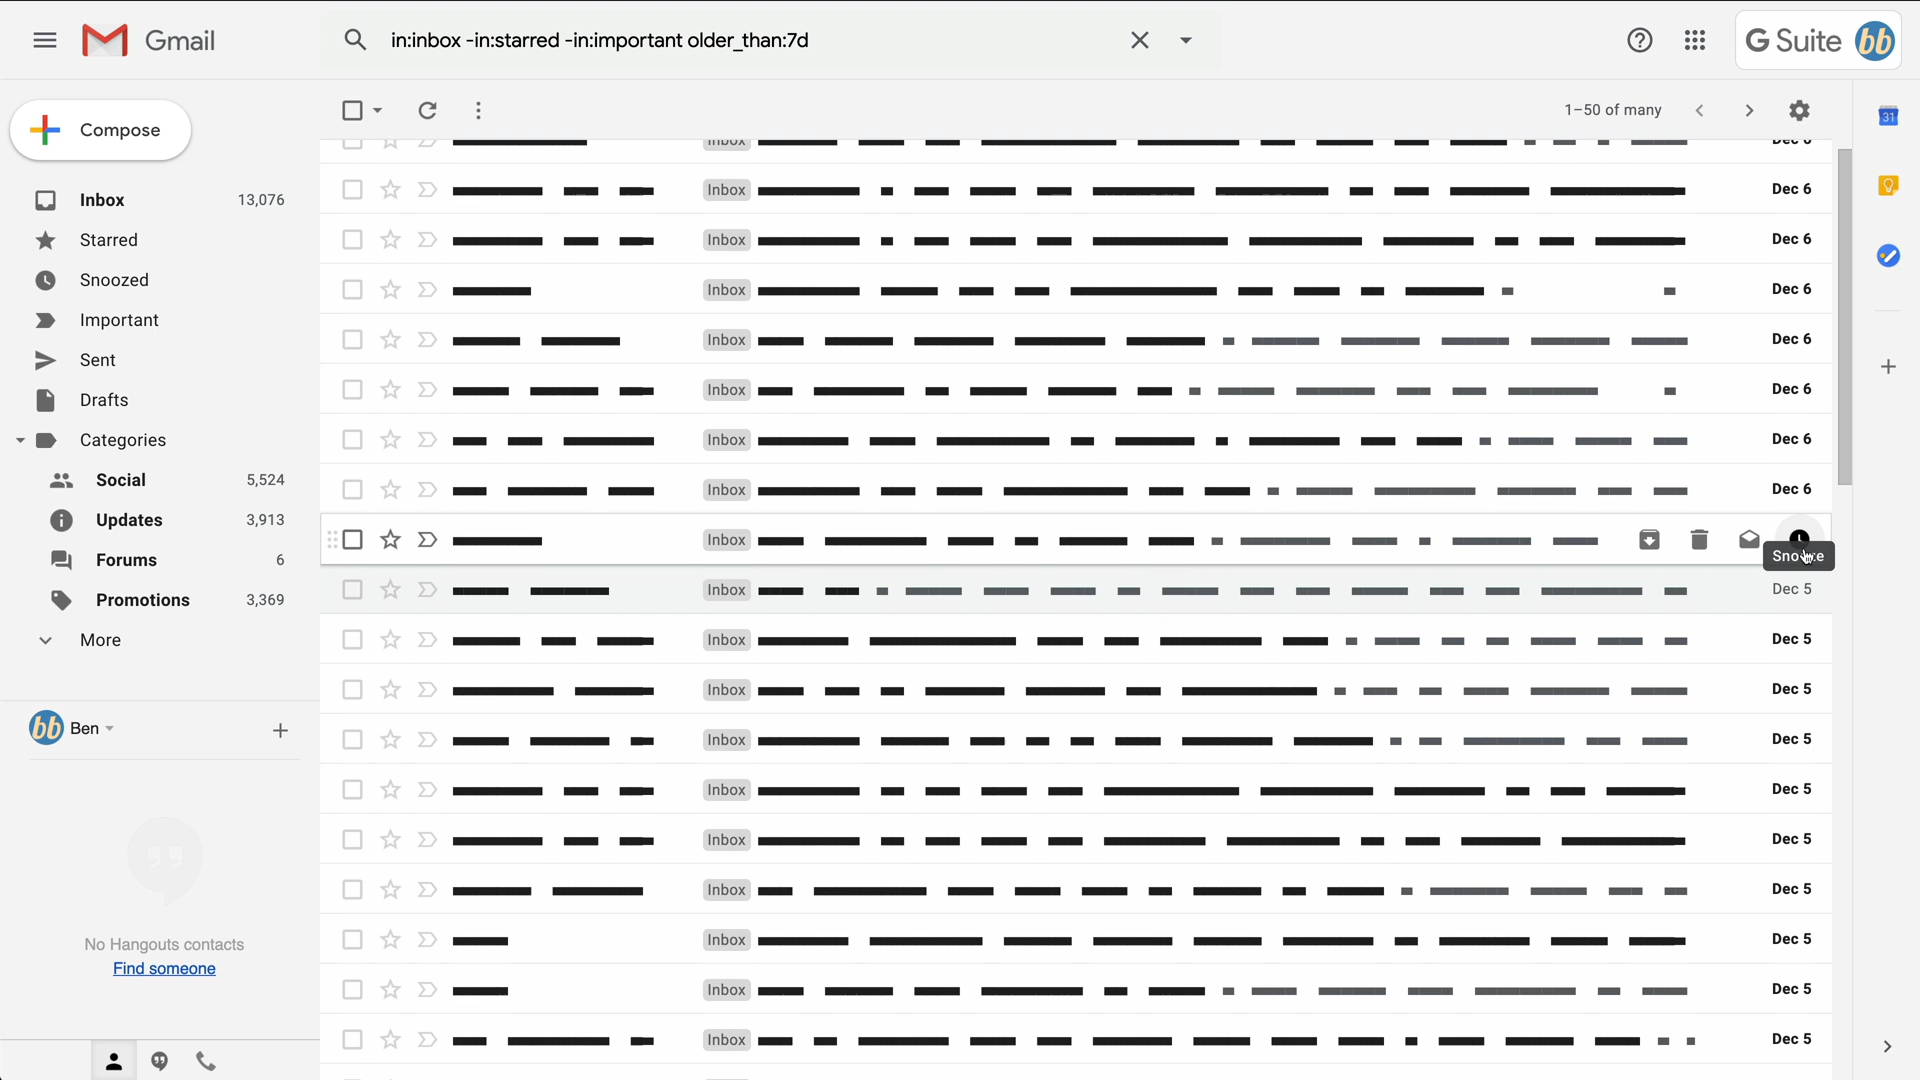 Gmail
in:inbox -in:starred -in:important older_than:7d
G Suite bb
Compose
1–50 of many
31
Inbox 13,076
Starred
Snoozed
Important
Sent
Drafts
Categories
Social 5,524
Updates 3,913
Forums 6
Promotions 3,369
More
bb Ben
No Hangouts contacts
Find someone
Inbox
Inbox Dec 6
Inbox Dec 6
Inbox Dec 6
Inbox Dec 6
Inbox Dec 6
Inbox Dec 6
Inbox Dec 6
Inbox
Snooze
Inbox Dec 5
Inbox Dec 5
Inbox Dec 5
Inbox Dec 5
Inbox Dec 5
Inbox Dec 5
Inbox Dec 5
Inbox Dec 5
Inbox Dec 5
Inbox Dec 5